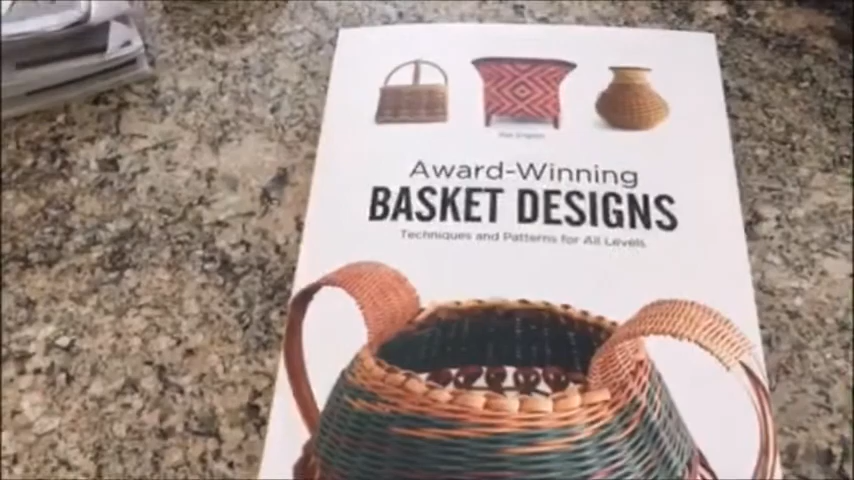 Award-Winning
BASKET DESIGNS
Techniques and Patterns for All Levels